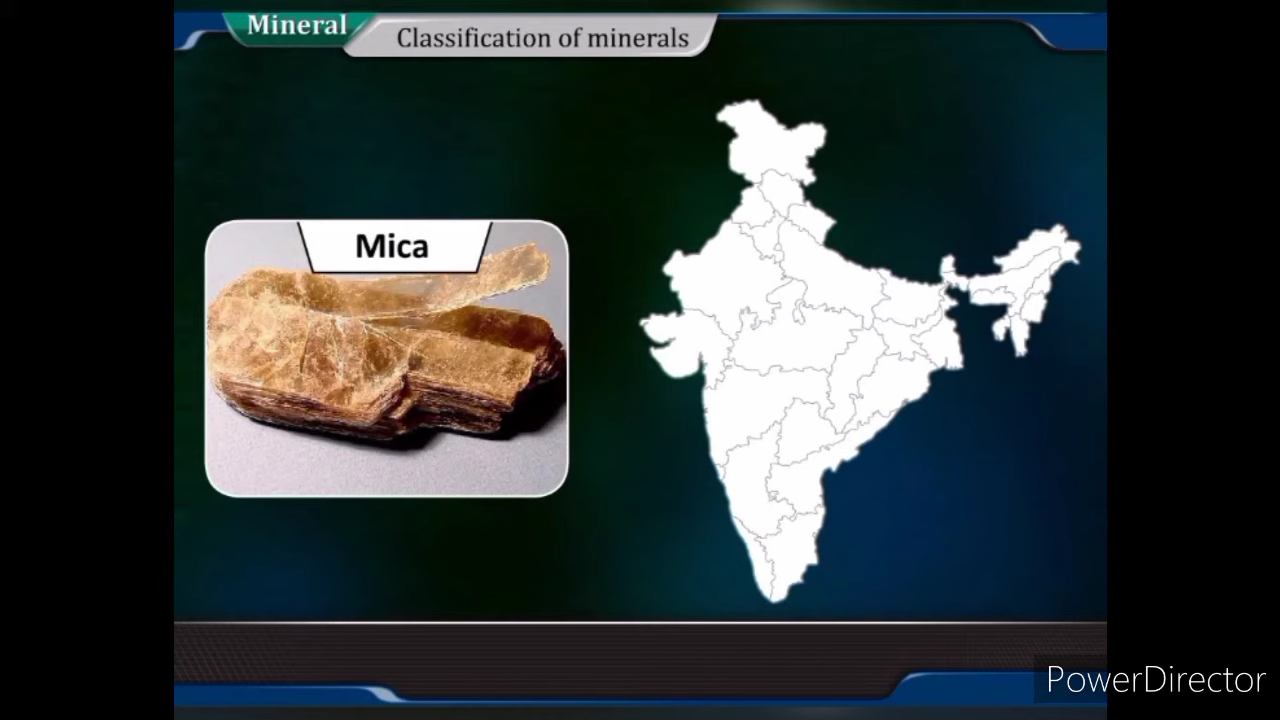 Mineral
Classification of minerals
Mica
PowerDirector